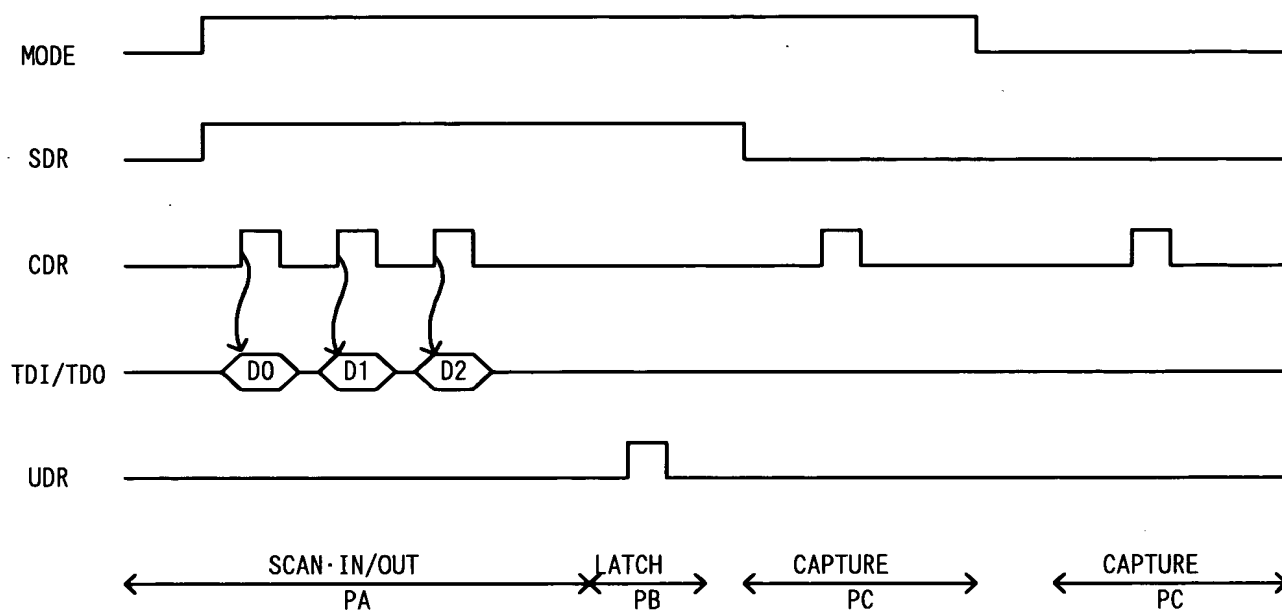 MODE
SDR
CDR
TDI/TDO
D0
D1
D2
UDR
SCAN·IN/OUT
LATCH
CAPTURE
CAPTURE
PA
PB
PC
PC